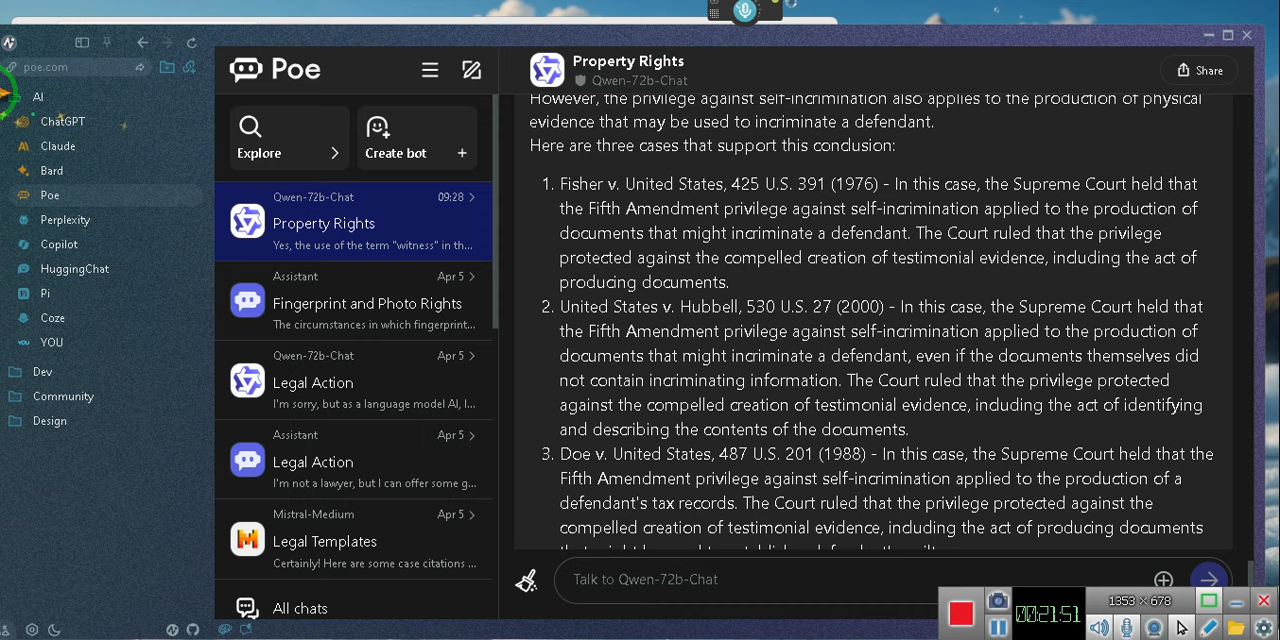 poe.com
AI
ChatGPT
Claude
Bard
Poe
Perplexity
Copilot
HuggingChat
Pi
Coze
YOU
YOU
Dev
Community
Design
Poe
Explore
Create bot
Qwen-72b-Chat 09:28
Property Rights
Yes, the use of the term "witness" in th...
Assistant Apr 5
Fingerprint and Photo Rights
The circumstances in which fingerprint...
Qwen-72b-Chat Apr 5
Legal Action
I'm sorry, but as a language model AI, I...
Assistant Apr 5
Legal Action
I'm not a lawyer, but I can offer some g...
Mistral-Medium Apr 5
Legal Templates
Certainly! Here are some case citations ...
All chats
Property Rights
Qwen-72b-Chat
Share
However, the privilege against self-incrimination also applies to the production of physical
evidence that may be used to incriminate a defendant.
Here are three cases that support this conclusion:
1. Fisher v. United States, 425 U.S. 391 (1976) - In this case, the Supreme Court held that
the Fifth Amendment privilege against self-incrimination applied to the production of
documents that might incriminate a defendant. The Court ruled that the privilege
protected against the compelled creation of testimonial evidence, including the act of
producing documents.
2. United States v. Hubbell, 530 U.S. 27 (2000) - In this case, the Supreme Court held that
the Fifth Amendment privilege against self-incrimination applied to the production of
documents that might incriminate a defendant, even if the documents themselves did
not contain incriminating information. The Court ruled that the privilege protected
against the compelled creation of testimonial evidence, including the act of identifying
and describing the contents of the documents.
3. Doe v. United States, 487 U.S. 201 (1988) - In this case, the Supreme Court held that the
Fifth Amendment privilege against self-incrimination applied to the production of a
defendant's tax records. The Court ruled that the privilege protected against the
compelled creation of testimonial evidence, including the act of producing documents
Talk to Qwen-72b-Chat
1353 × 678
00:21:51